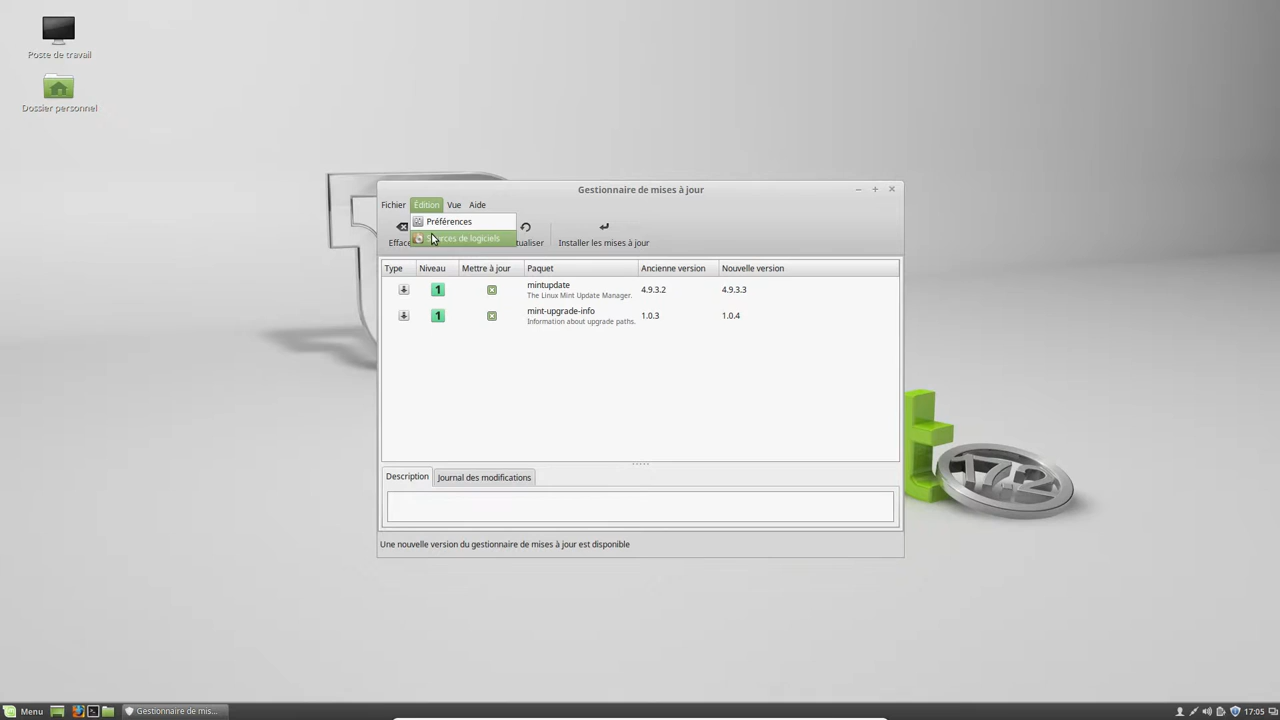 Poste de travail
Dossier personnel
Gestionnaire de mises à jour
Fichier Édition Vue Aide
Préférences
de logiciels
Installer les mises à jour
Type Niveau Mettre à jour Paquet Ancienne version Nouvelle version
1 mintupdate 4.9.3.2 4.9.3.3
The Linux Mint Update Manager.
1 mint-upgrade-info 1.0.3 1.0.4
Information about upgrade paths.
17.2
Description Journal des modifications
Une nouvelle version du gestionnaire de mises à jour est disponible
Menu Gestionnaire de mis... 17:05